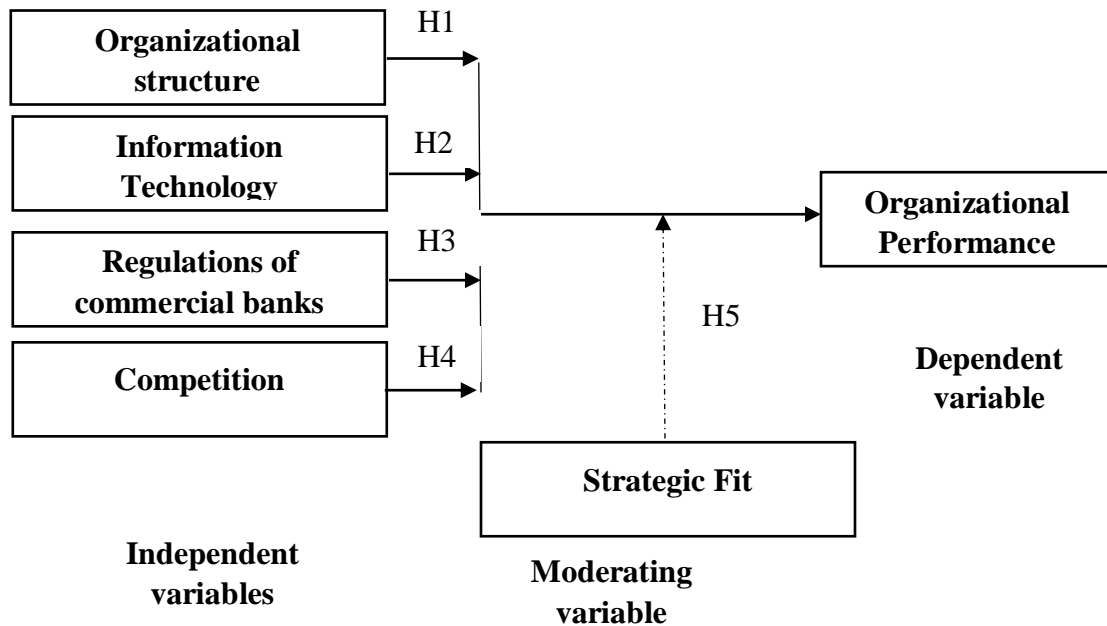 H1
Organizational
structure
H2
Information
Technology
H3
Regulations of
commercial banks
H4
Competition
Organizational
Performance
H5
Dependent
variable
Strategic Fit
Independent
variables
Moderating
variable